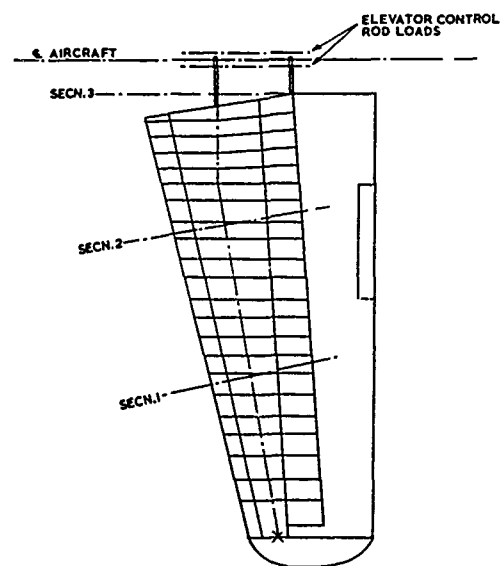 ELEVATOR CONTROL
ROD LOADS
℄ AIRCRAFT
SECN.3
SECN.2
SECN.1